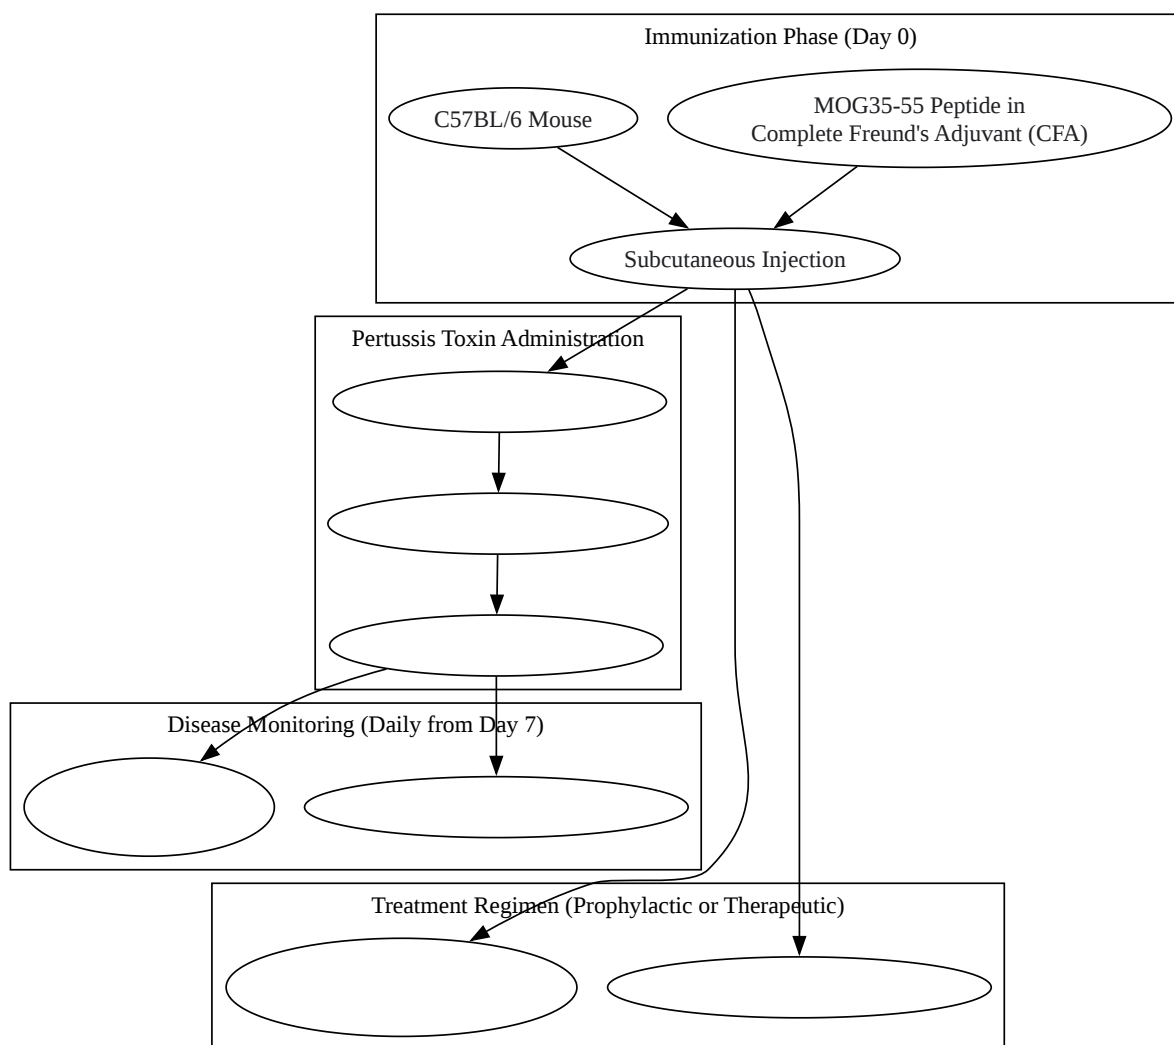 Immunization Phase (Day 0)
C57BL/6 Mouse
MOG35-55 Peptide in
Complete Freund's Adjuvant (CFA)
Subcutaneous Injection
Pertussis Toxin Administration
Disease Monitoring (Daily from Day 7)
Treatment Regimen (Prophylactic or Therapeutic)